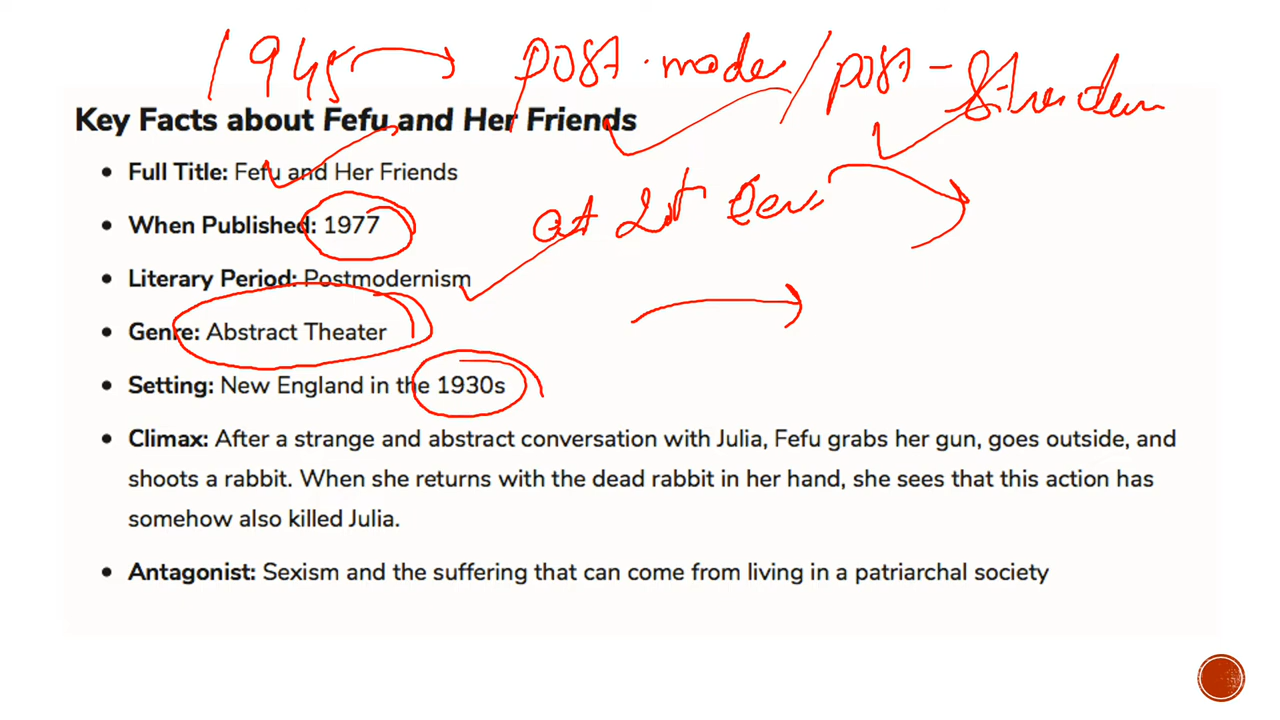 1945 post-mode / post-
Key Facts about Fefu and Her Friends
• Full Title: Fefu and Her Friends
at
• When Published: 1977
• Literary Period: Postmodernism
• Genre: Abstract Theater
• Setting: New England in the 1930s
• Climax: After a strange and abstract conversation with Julia, Fefu grabs her gun, goes outside, and
shoots a rabbit. When she returns with the dead rabbit in her hand, she sees that this action has
somehow also killed Julia.
• Antagonist: Sexism and the suffering that can come from living in a patriarchal society